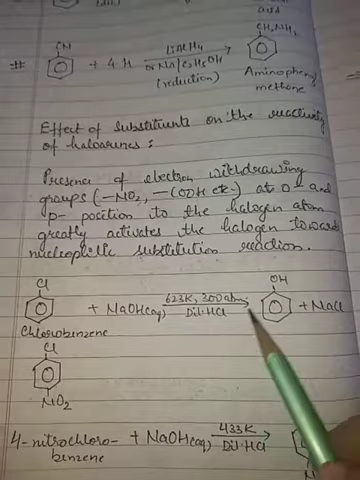 acid
CN
+ 4H
LiAlH4
or Na/C2H5OH
(reduction)
CH2NH2
Aminophenyl
methane
Effect of substituents on the reactivity
of haloarenes:
Presence of electron withdrawing
groups (-NO2, -COOH etc.) at o- and
p- position to the halogen atom
greatly activates the halogen towards
nucleophilic substitution reaction.
Cl
+ NaOH(aq)
623K, 300atm
Dil·HCl
OH
+ NaCl
Chlorobenzene
Cl
NO2
4-nitrochloro-
benzene
+ NaOH(aq)
433K
Dil·HCl